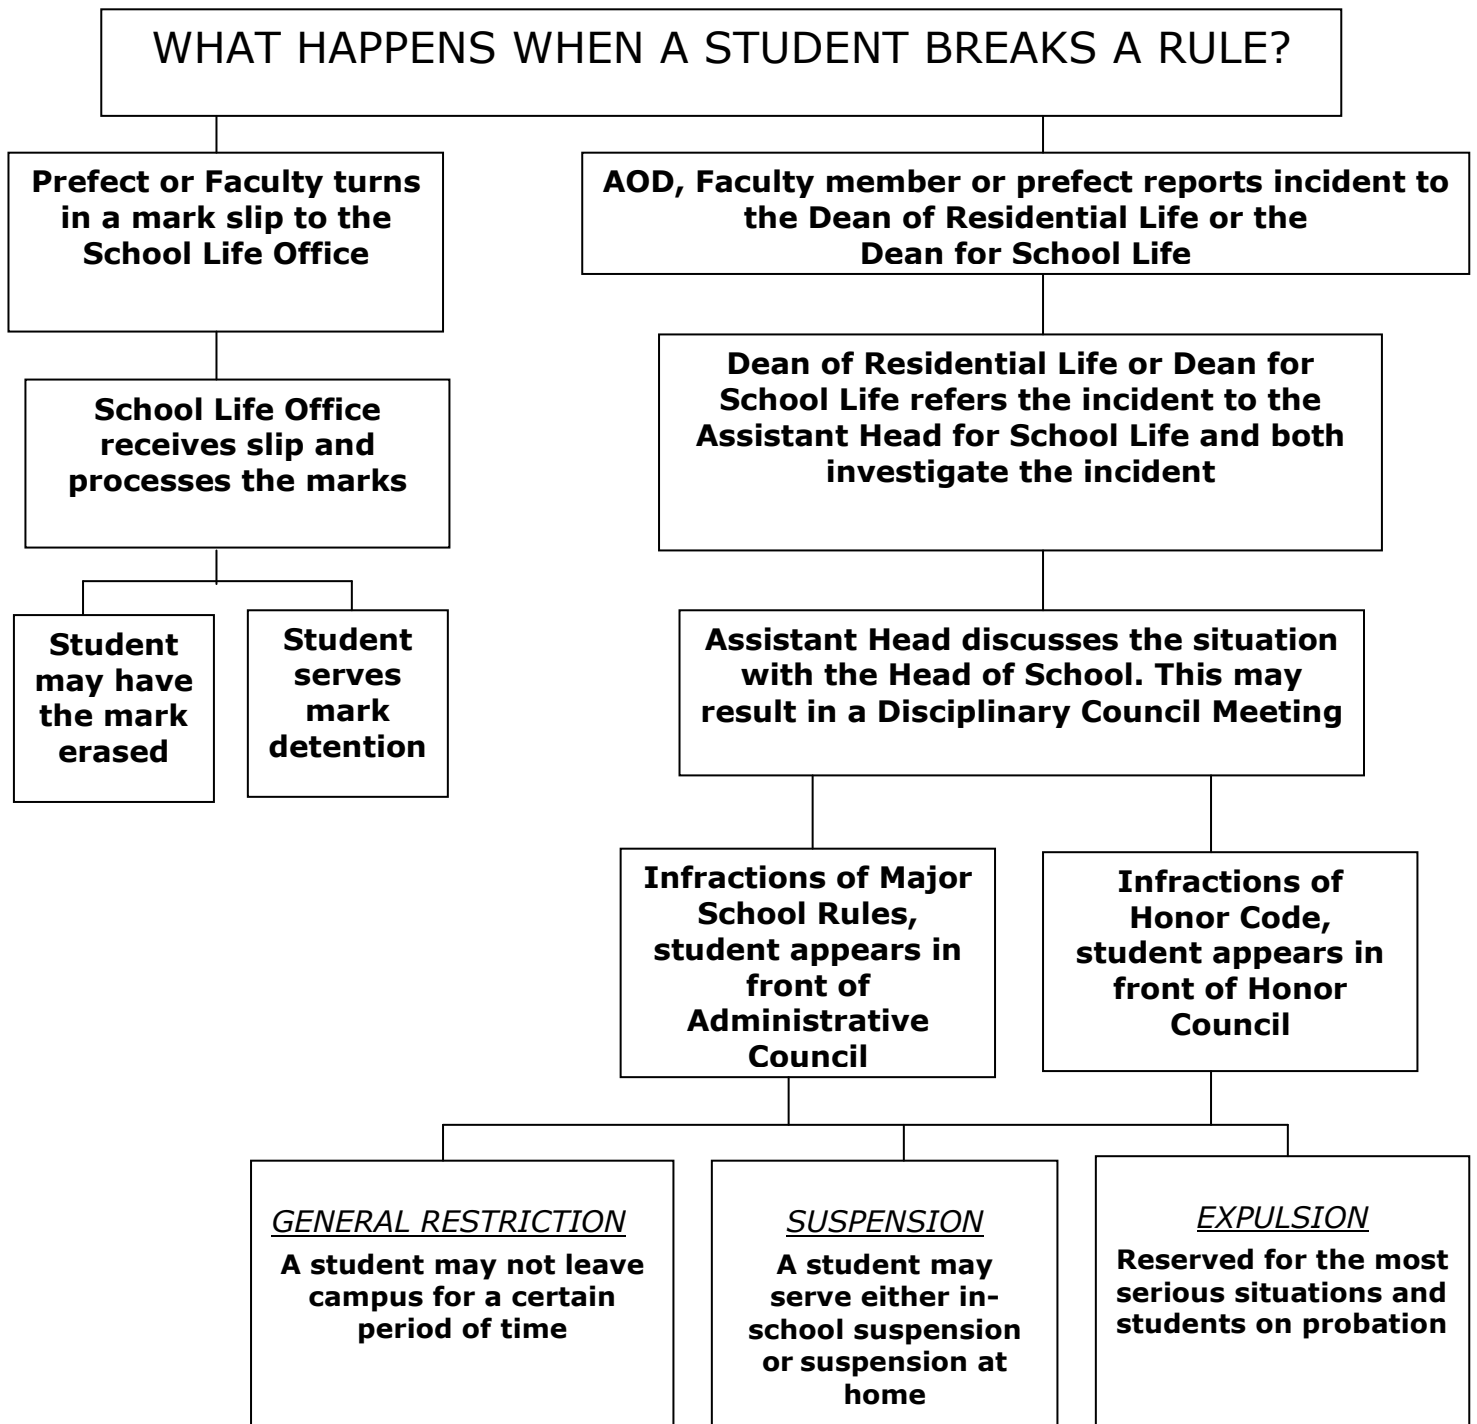 WHAT HAPPENS WHEN A STUDENT BREAKS A RULE?
Prefect or Faculty turns
in a mark slip to the
School Life Office
AOD, Faculty member or prefect reports incident to
the Dean of Residential Life or the
Dean for School Life
School Life Office
receives slip and
processes the marks
Dean of Residential Life or Dean for
School Life refers the incident to the
Assistant Head for School Life and both
investigate the incident
Student
may have
the mark
erased
Student
serves
mark
detention
Assistant Head discusses the situation
with the Head of School. This may
result in a Disciplinary Council Meeting
Infractions of Major
School Rules,
student appears in
front of
Administrative
Council
Infractions of
Honor Code,
student appears in
front of Honor
Council
GENERAL RESTRICTION
A student may not leave
campus for a certain
period of time
SUSPENSION
A student may
serve either in-
school suspension
or suspension at
home
EXPULSION
Reserved for the most
serious situations and
students on probation